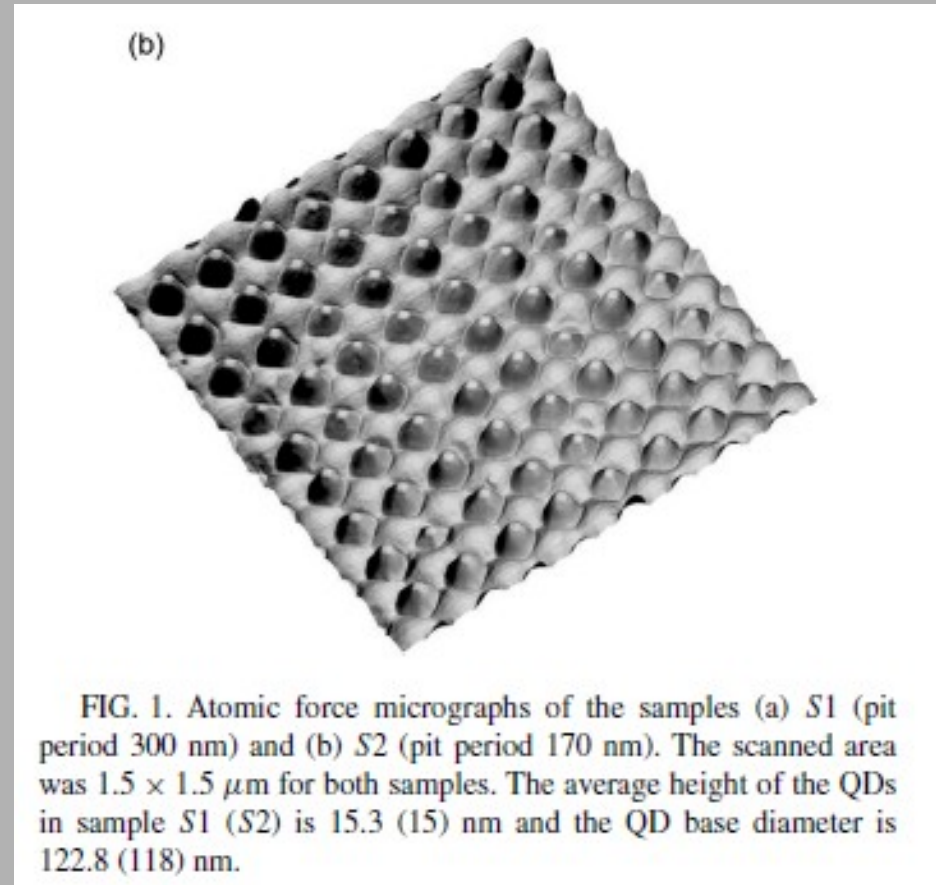 (b)
FIG. 1. Atomic force micrographs of the samples (a) S1 (pit
period 300 nm) and (b) S2 (pit period 170 nm). The scanned area
was 1.5 × 1.5 μm for both samples. The average height of the QDs
in sample S1 (S2) is 15.3 (15) nm and the QD base diameter is
122.8 (118) nm.